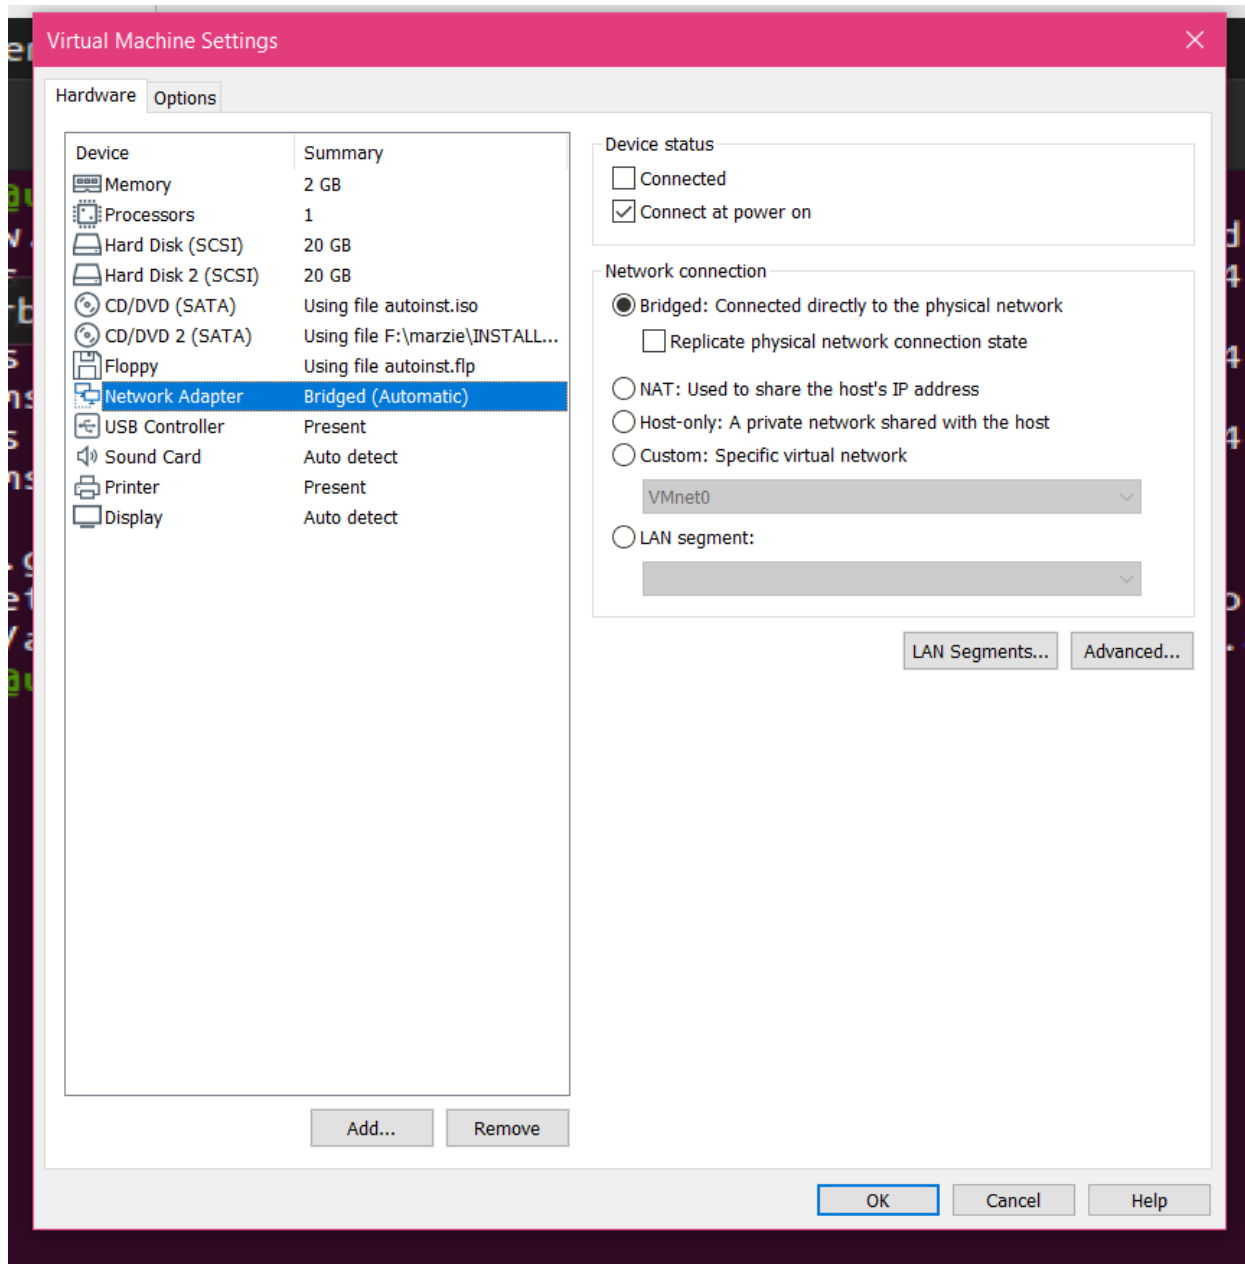 Virtual Machine Settings
Hardware Options
Device Summary
Memory 2 GB
Processors 1
Hard Disk (SCSI) 20 GB
Hard Disk 2 (SCSI) 20 GB
CD/DVD (SATA) Using file autoinst.iso
CD/DVD 2 (SATA) Using file F:\marzie\INSTALL...
Floppy Using file autoinst.flp
Network Adapter Bridged (Automatic)
USB Controller Present
Sound Card Auto detect
Printer Present
Display Auto detect
Add... Remove
Device status
Connected
Connect at power on
Network connection
Bridged: Connected directly to the physical network
Replicate physical network connection state
NAT: Used to share the host's IP address
Host-only: A private network shared with the host
Custom: Specific virtual network
VMnet0
LAN segment:
LAN Segments... Advanced...
OK Cancel Help